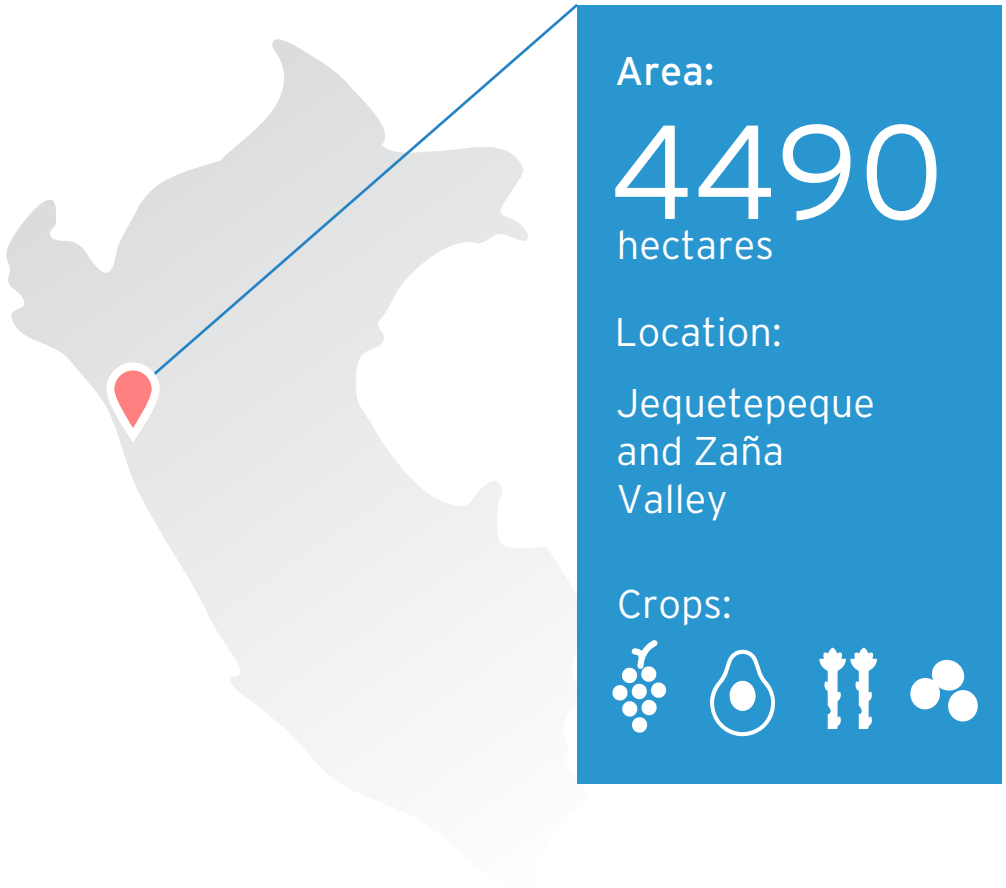 Area:
4490
hectares
Location:
Jequetepeque
and Zaña
Valley
Crops: